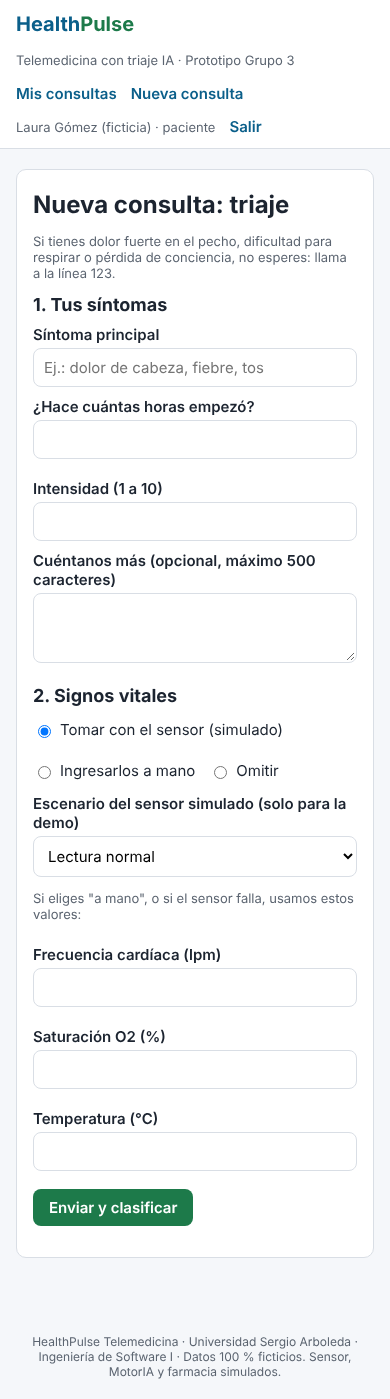 HealthPulse
Telemedicina con triaje IA · Prototipo Grupo 3
Mis consultas Nueva consulta
Laura Gómez (ficticia) · paciente Salir
Nueva consulta: triaje
Si tienes dolor fuerte en el pecho, dificultad para
respirar o pérdida de conciencia, no esperes: llama
a la línea 123.
1. Tus síntomas
Síntoma principal
Ej.: dolor de cabeza, fiebre, tos
¿Hace cuántas horas empezó?
Intensidad (1 a 10)
Cuéntanos más (opcional, máximo 500
caracteres)
2. Signos vitales
Tomar con el sensor (simulado)
Ingresarlos a mano Omitir
Escenario del sensor simulado (solo para la
demo)
Lectura normal
Si eliges "a mano", o si el sensor falla, usamos estos
valores:
Frecuencia cardíaca (lpm)
Saturación O2 (%)
Temperatura (°C)
Enviar y clasificar
HealthPulse Telemedicina · Universidad Sergio Arboleda ·
Ingeniería de Software I · Datos 100 % ficticios. Sensor,
MotorIA y farmacia simulados.